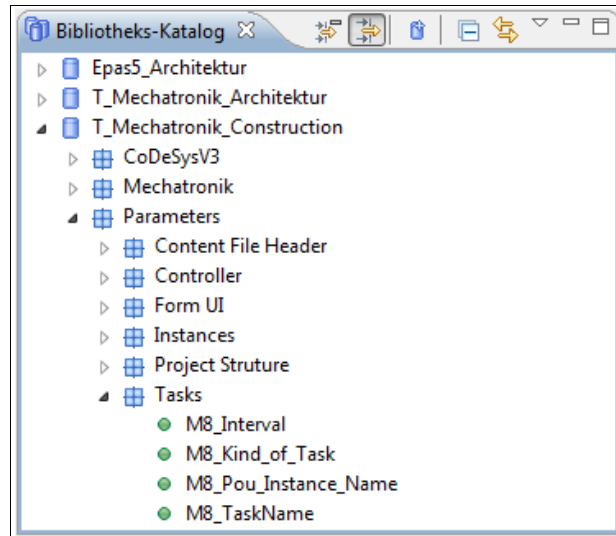 Bibliotheks-Katalog
Epas5_Architektur
T_Mechatronik_Architektur
T_Mechatronik_Construction
CoDeSysV3
Mechatronik
Parameters
Content File Header
Controller
Form UI
Instances
Project Struture
Tasks
M8_Interval
M8_Kind_of_Task
M8_Pou_Instance_Name
M8_TaskName